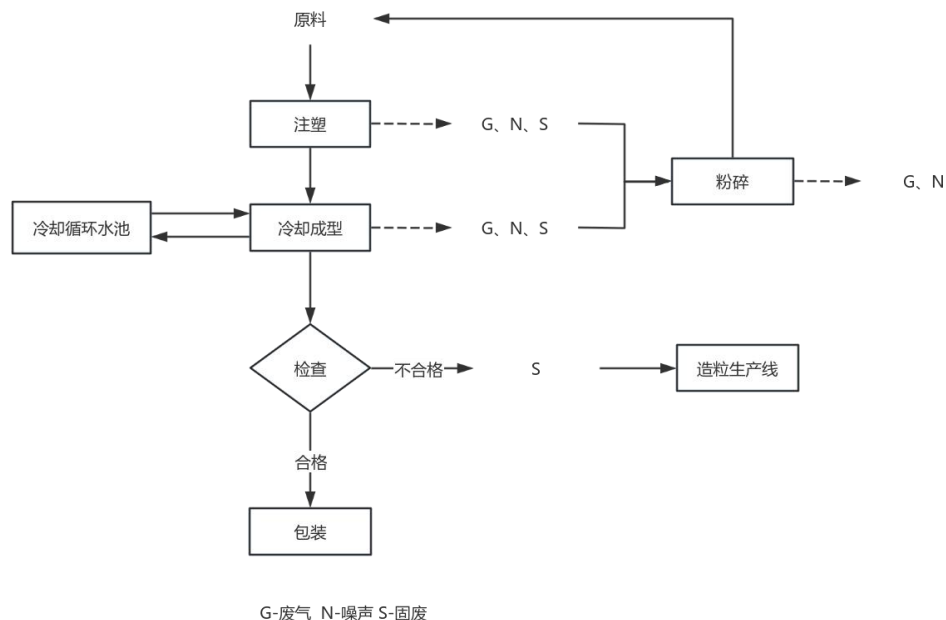 原料
注塑
G、N、S
粉碎
G、N
冷却循环水池
冷却成型
G、N、S
检查
不合格
S
造粒生产线
合格
包装
G-废气 N-噪声 S-固废